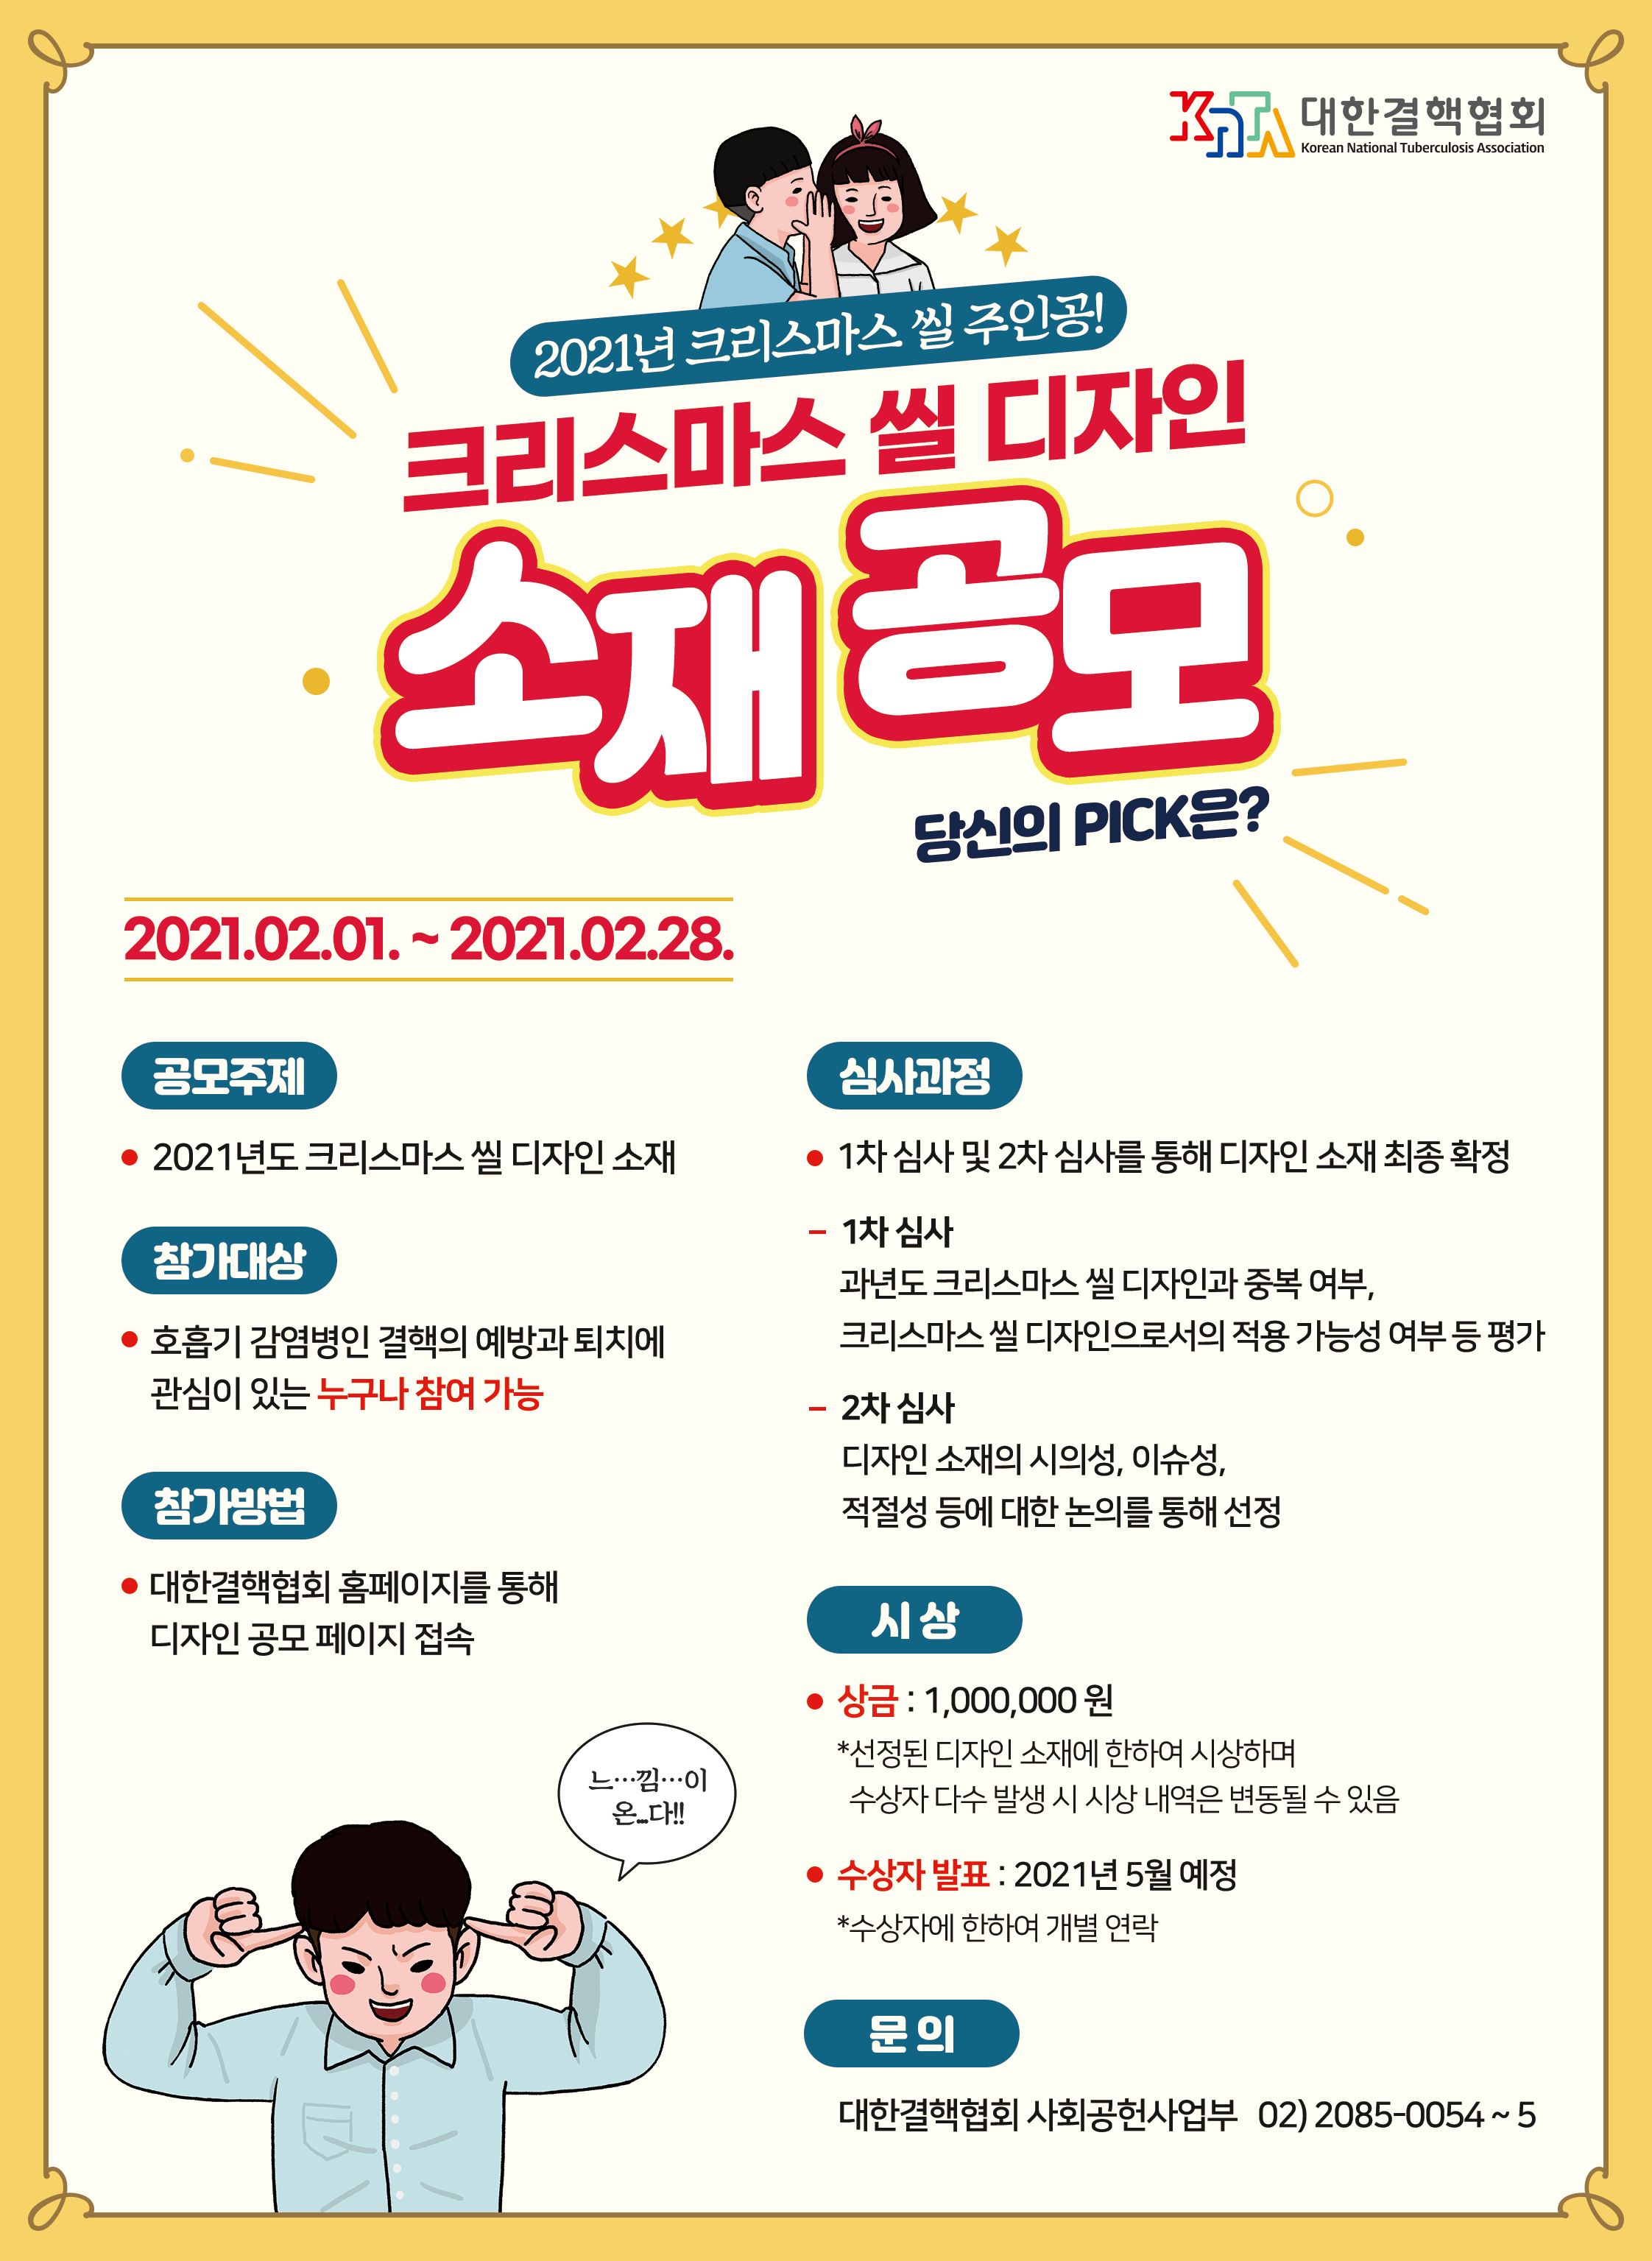 KNTA 대한결핵협회
Korean National Tuberculosis Association
2021년 크리스마스 씰 주인공!
크리스마스 씰 디자인
소재 공모
당신의 PICK은?
2021.02.01. ~ 2021.02.28.
공모주제
2021년도 크리스마스 씰 디자인 소재
참가대상
호흡기 감염병인 결핵의 예방과 퇴치에
관심이 있는 누구나 참여 가능
참가방법
대한결핵협회 홈페이지를 통해
디자인 공모 페이지 접속
느…낌…이
온...다!!
심사과정
1차 심사 및 2차 심사를 통해 디자인 소재 최종 확정
- 1차 심사
과년도 크리스마스 씰 디자인과 중복 여부,
크리스마스 씰 디자인으로서의 적용 가능성 여부 등 평가
- 2차 심사
디자인 소재의 시의성, 이슈성,
적절성 등에 대한 논의를 통해 선정
시 상
상금 : 1,000,000 원
*선정된 디자인 소재에 한하여 시상하며
수상자 다수 발생 시 시상 내역은 변동될 수 있음
수상자 발표 : 2021년 5월 예정
*수상자에 한하여 개별 연락
문 의
대한결핵협회 사회공헌사업부 02) 2085-0054 ~ 5